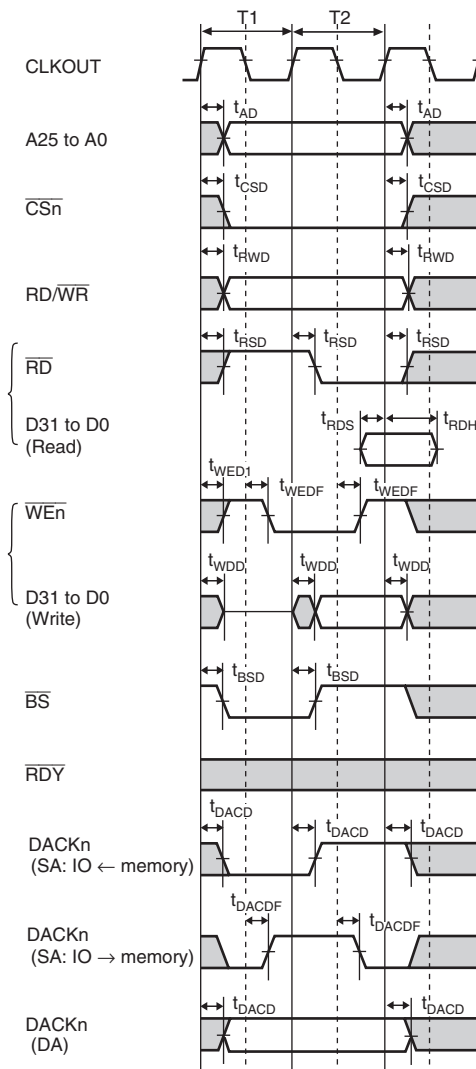 T1 T2
CLKOUT
tAD tAD
A25 to A0
tCSD tCSD
CSn
tRWD tRWD
RD/WR
tRSD tRSD tRSD
RD
D31 to D0
(Read)
tRDS tRDH
tWED1 tWEDF tWEDF
WEn
tWDD tWDD tWDD
D31 to D0
(Write)
tBSD tBSD
BS
RDY
tDACD tDACD tDACD
DACKn
(SA: IO ← memory)
tDACDF tDACDF
DACKn
(SA: IO → memory)
tDACD tDACD
DACKn
(DA)